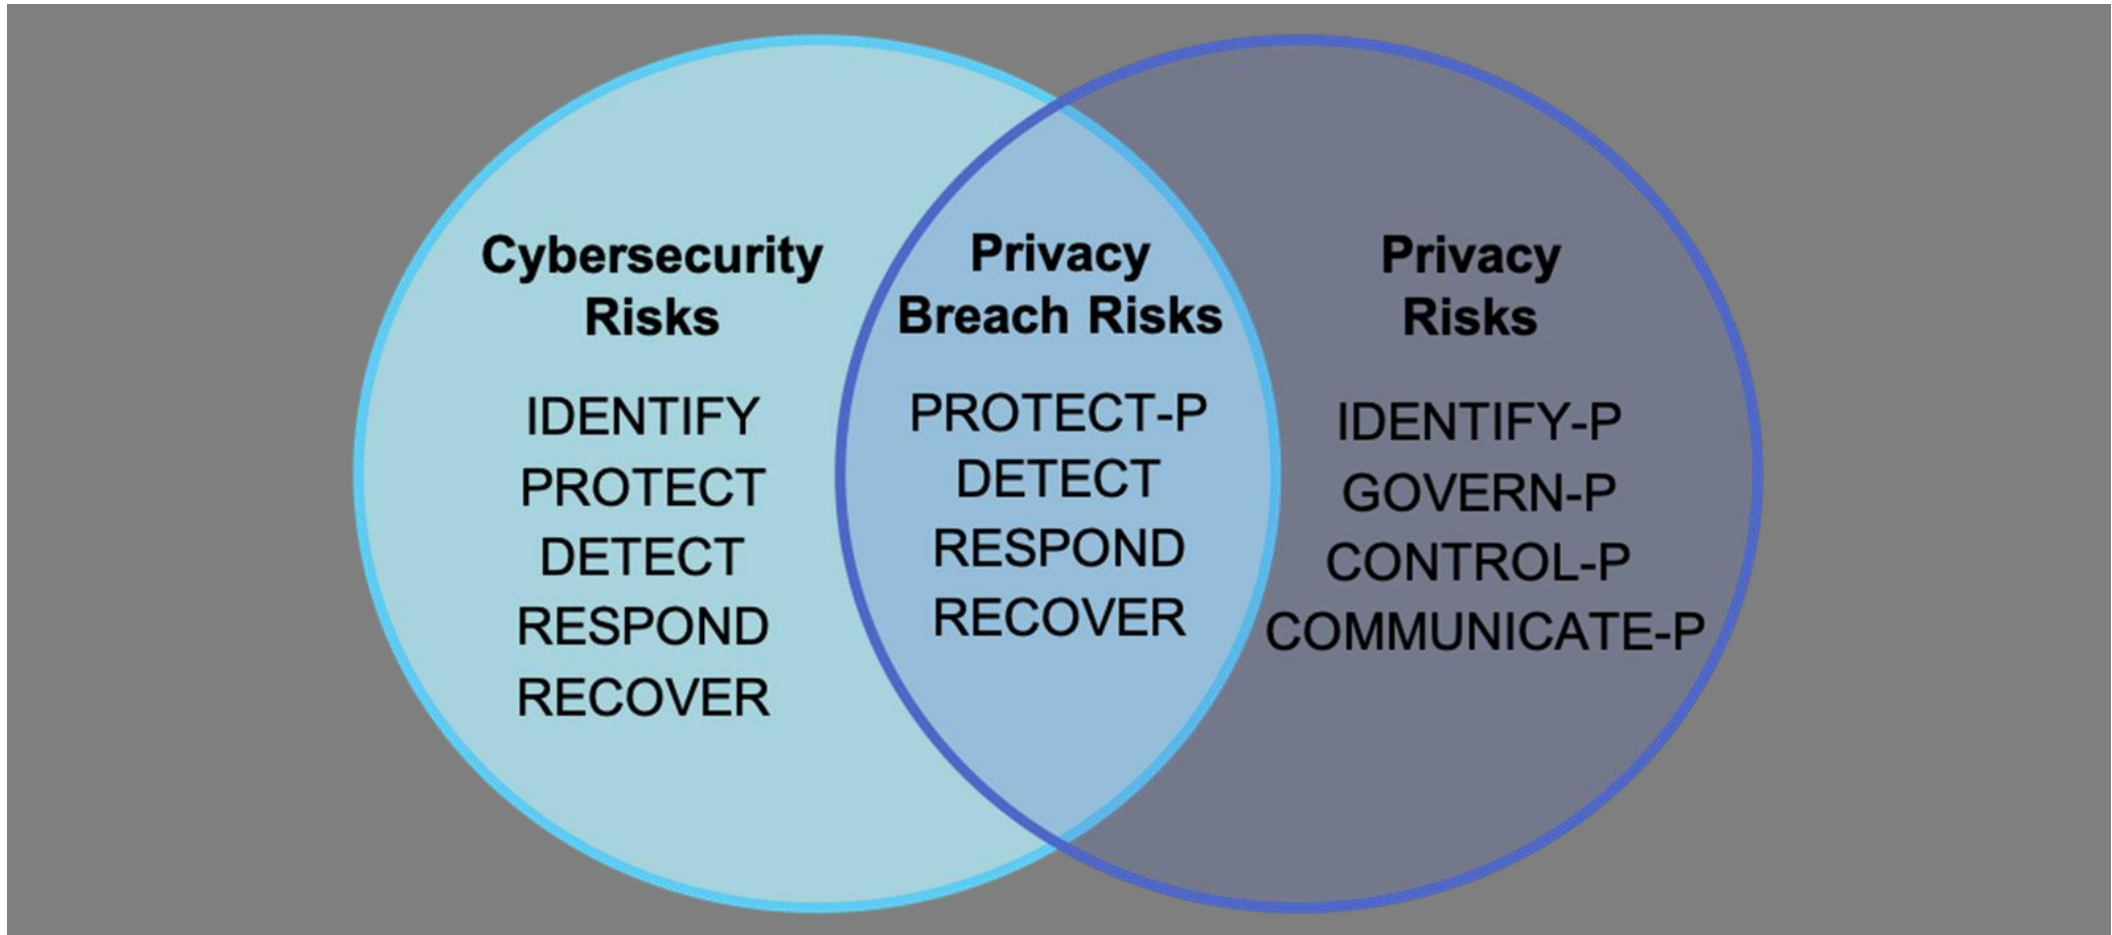 Cybersecurity
Risks
IDENTIFY
PROTECT
DETECT
RESPOND
RECOVER
Privacy
Breach Risks
PROTECT-P
DETECT
RESPOND
RECOVER
Privacy
Risks
IDENTIFY-P
GOVERN-P
CONTROL-P
COMMUNICATE-P